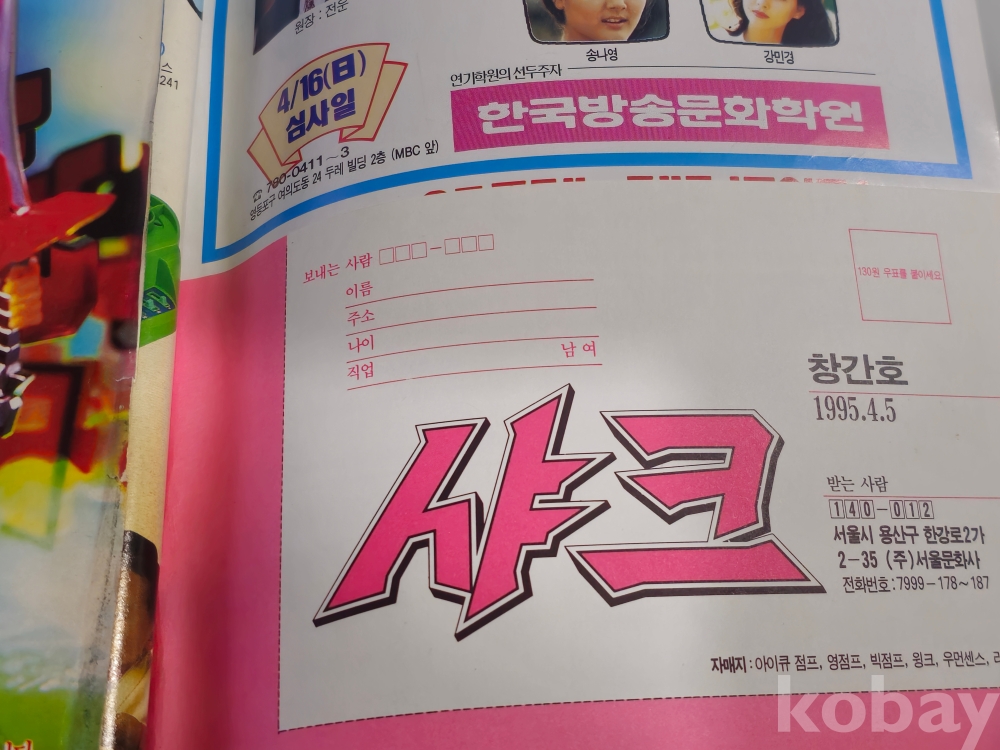 원장 : 전운
스
241
송나영
강민경
4/16(日)
심사일
연기학원의 선두주자
한국방송문화학원
☎ 780-0411~3
영등포구 여의도동 24 두레 빌딩 2층 (MBC 앞)
보내는 사람 □□□-□□□
이름
주소
나이
직업 남 여
130원 우표를 붙이세요
창간호
1995.4.5
샤크
받는 사람
140-012
서울시 용산구 한강로2가
2-35 (주)서울문화사
전화번호:7999-178~187
자매지:아이큐 점프, 영점프, 빅점프, 윙크, 우먼센스,
kobay